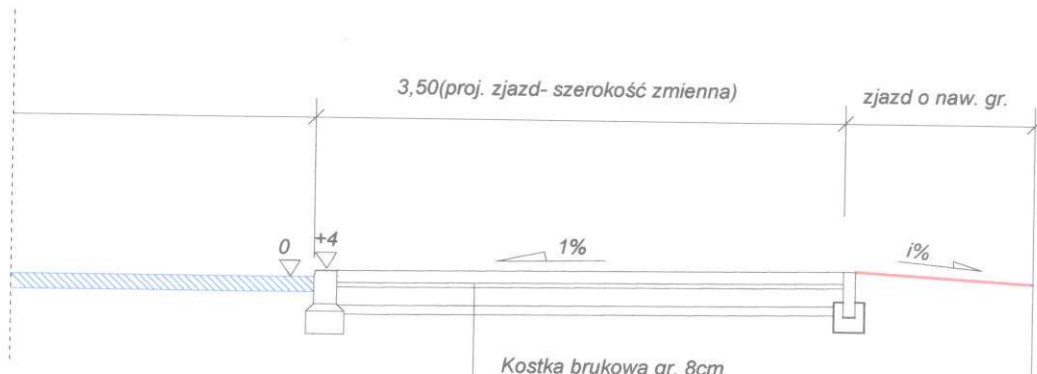 3,50(proj. zjazd- szerokość zmienna)
zjazd o naw. gr.
0
+4
1%
i%
Kostka brukowa gr. 8cm